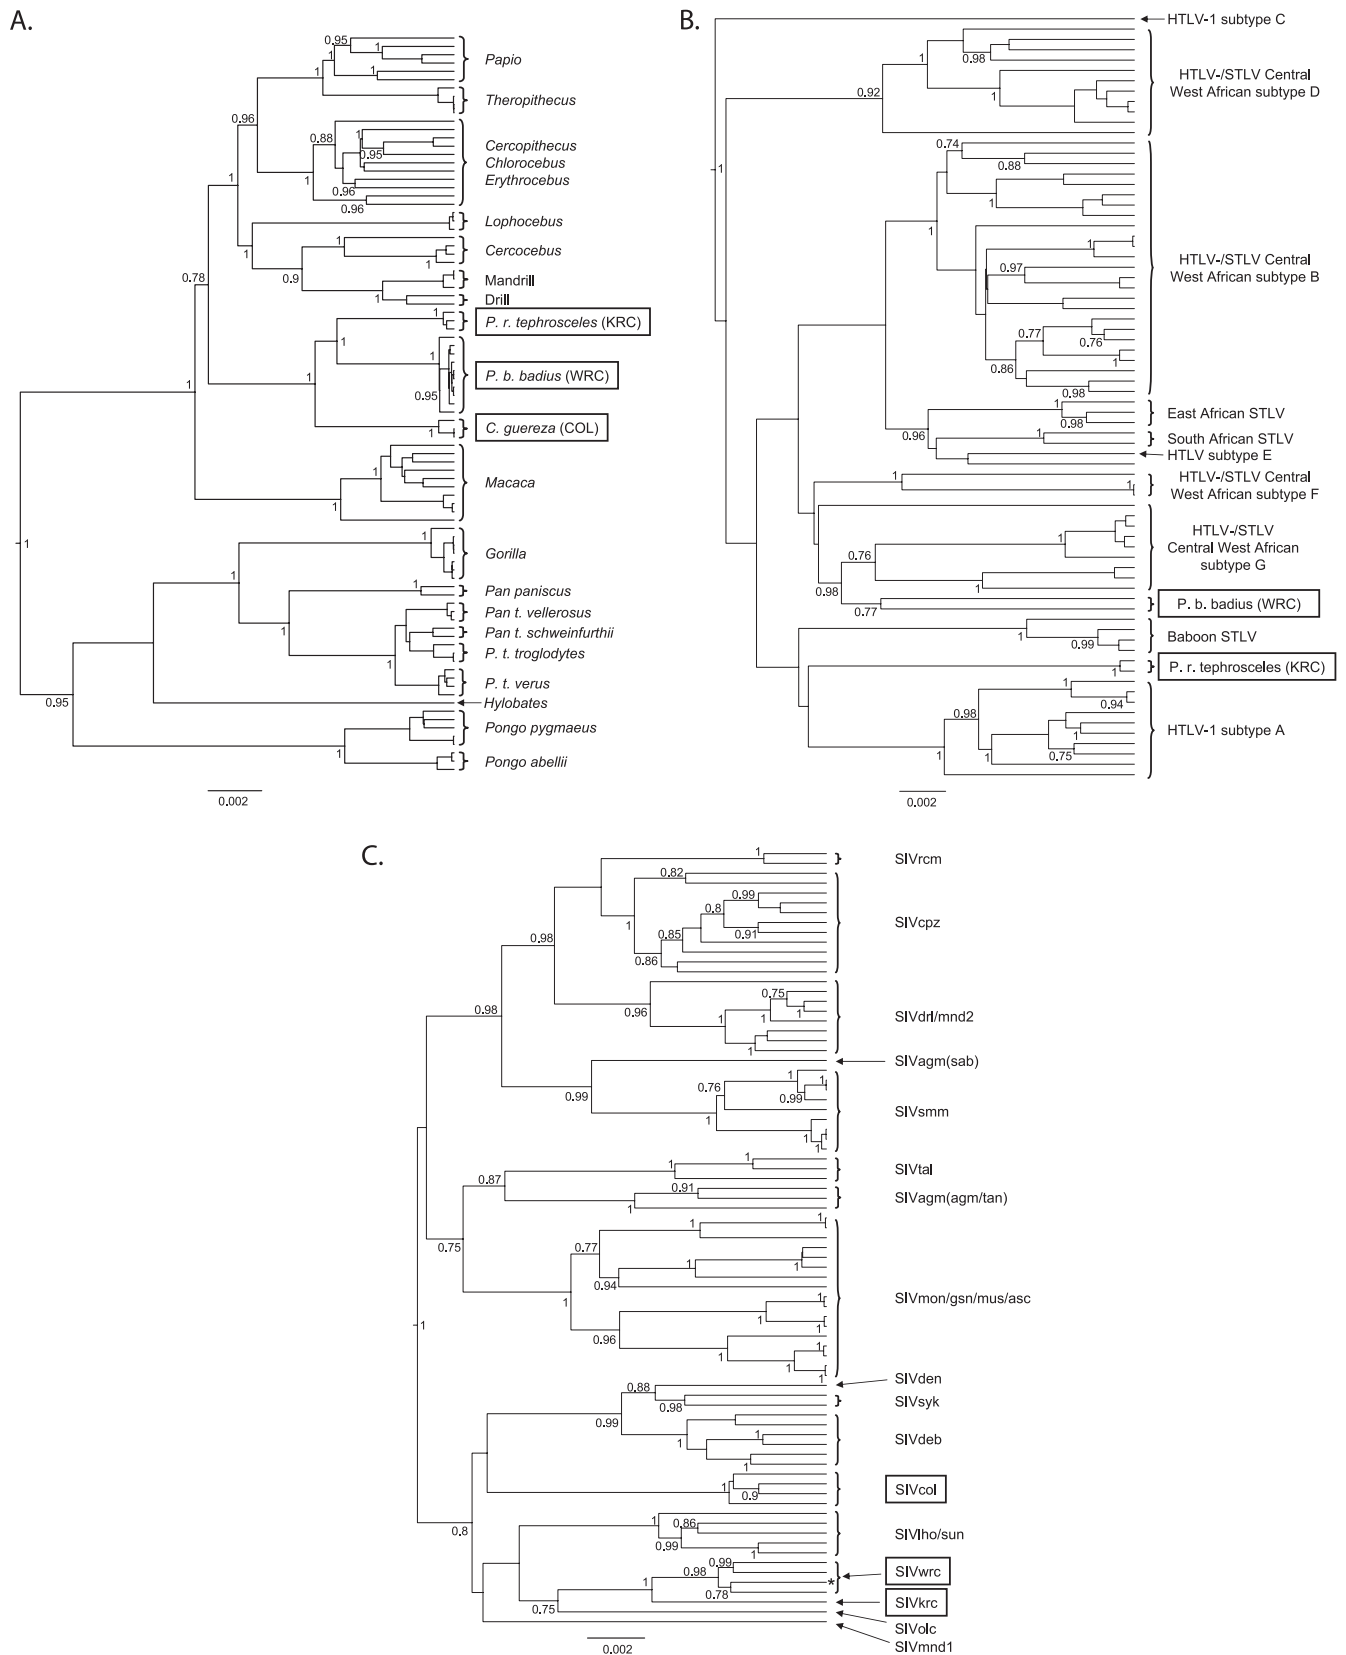 A.
0.95
1
Papio
1
1
1
Theropithecus
0.96
0.88
1
Cercopithecus
0.95
Chlorocebus
1
1
Erythrocebus
0.96
0.96
Lophocebus
1
1
Cercocebus
1
0.78
0.9
Mandrill
1
Drill
1
P. r. tephrosceles (KRC)
1
1
P. b. badius (WRC)
1
0.95
C. guereza (COL)
1
1
Macaca
1
1
1
Gorilla
1
Pan paniscus
1
Pan t. vellerosus
1
Pan t. schweinfurthii
P. t. troglodytes
1
P. t. verus
0.95
Hylobates
Pongo pygmaeus
1
Pongo abellii
0.002
B.
HTLV-1 subtype C
0.98
1
HTLV-/STLV Central
West African subtype D
0.92
1
0.74
0.88
1
1
1
1
HTLV-/STLV Central
West African subtype B
0.97
0.77
0.76
1
0.86
0.98
1
East African STLV
0.98
0.96
1
South African STLV
HTLV subtype E
1
HTLV-/STLV Central
West African subtype F
1
HTLV-/STLV
Central West African
subtype G
0.76
1
0.98
1
P. b. badius (WRC)
0.77
1
Baboon STLV
0.99
P. r. tephrosceles (KRC)
1
1
0.94
0.98
HTLV-1 subtype A
1
0.75
1
1
0.002
C.
1
SIVrcm
0.82
0.99
0.8
SIVcpz
1
0.91
0.85
0.86
0.98
0.75
0.96
1
1
1
SIVdrl/mnd2
1
0.98
SIVagm(sab)
1
1
0.76
0.99
0.99
SIVsmm
1
1
1
1
SIVtal
0.87
1
0.91
SIVagm(agm/tan)
1
1
0.77
0.75
1
1
0.94
1
SIVmon/gsn/mus/asc
1
0.96
1
1
1
1
1
SIVden
0.88
0.98
SIVsyk
0.99
1
SIVdeb
1
1
1
SIVcol
0.9
0.8
1
0.86
SIVlho/sun
0.99
1
0.99
0.98
SIVwrc
*
1
0.78
SIVkrc
0.75
SIVolc
SIVmnd1
0.002